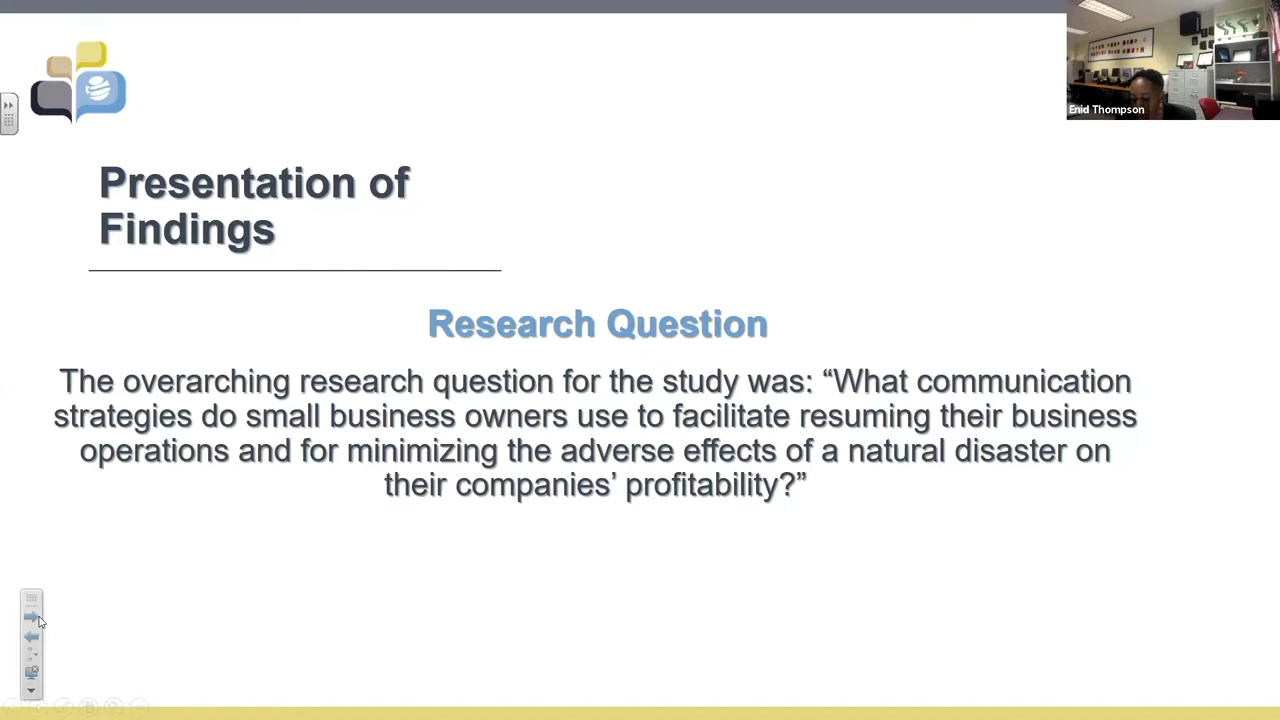 Enid Thompson
Presentation of
Findings
Research Question
The overarching research question for the study was: “What communication
strategies do small business owners use to facilitate resuming their business
operations and for minimizing the adverse effects of a natural disaster on
their companies’ profitability?”